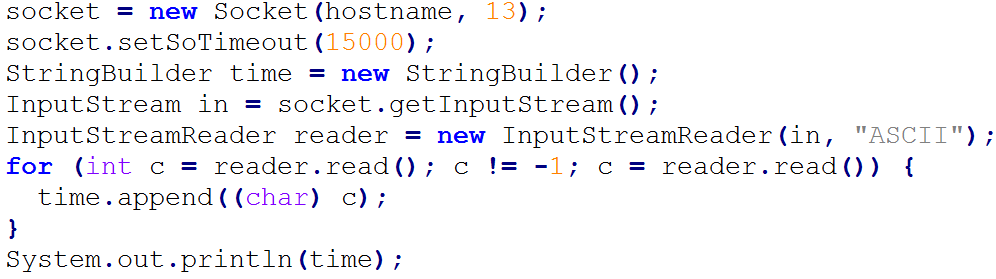 socket = new Socket(hostname, 13);
socket.setSoTimeout(15000);
StringBuilder time = new StringBuilder();
InputStream in = socket.getInputStream();
InputStreamReader reader = new InputStreamReader(in, "ASCII");
for (int c = reader.read(); c != -1; c = reader.read()) {
  time.append((char) c);
}
System.out.println(time);